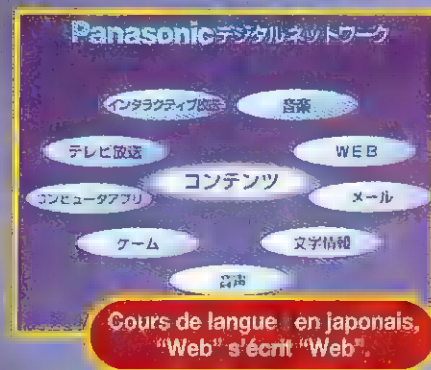 Panasonicデジタルネットワーク
インタラクティブ放送
音楽
テレビ放送
WEB
コンテンツ
コンピュータアプリ
メール
ゲーム
文字情報
音声
Cours de langue en japonais,
“Web” s'écrit “Web”.